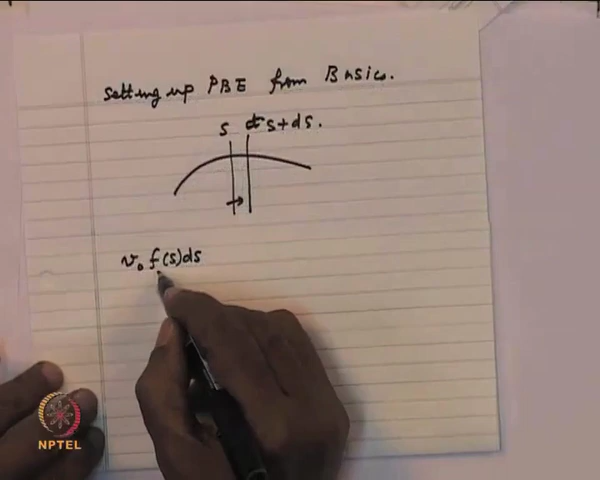 Setting up PBE from Basics.
s s+ds.
v₀ f(s)ds
NPTEL